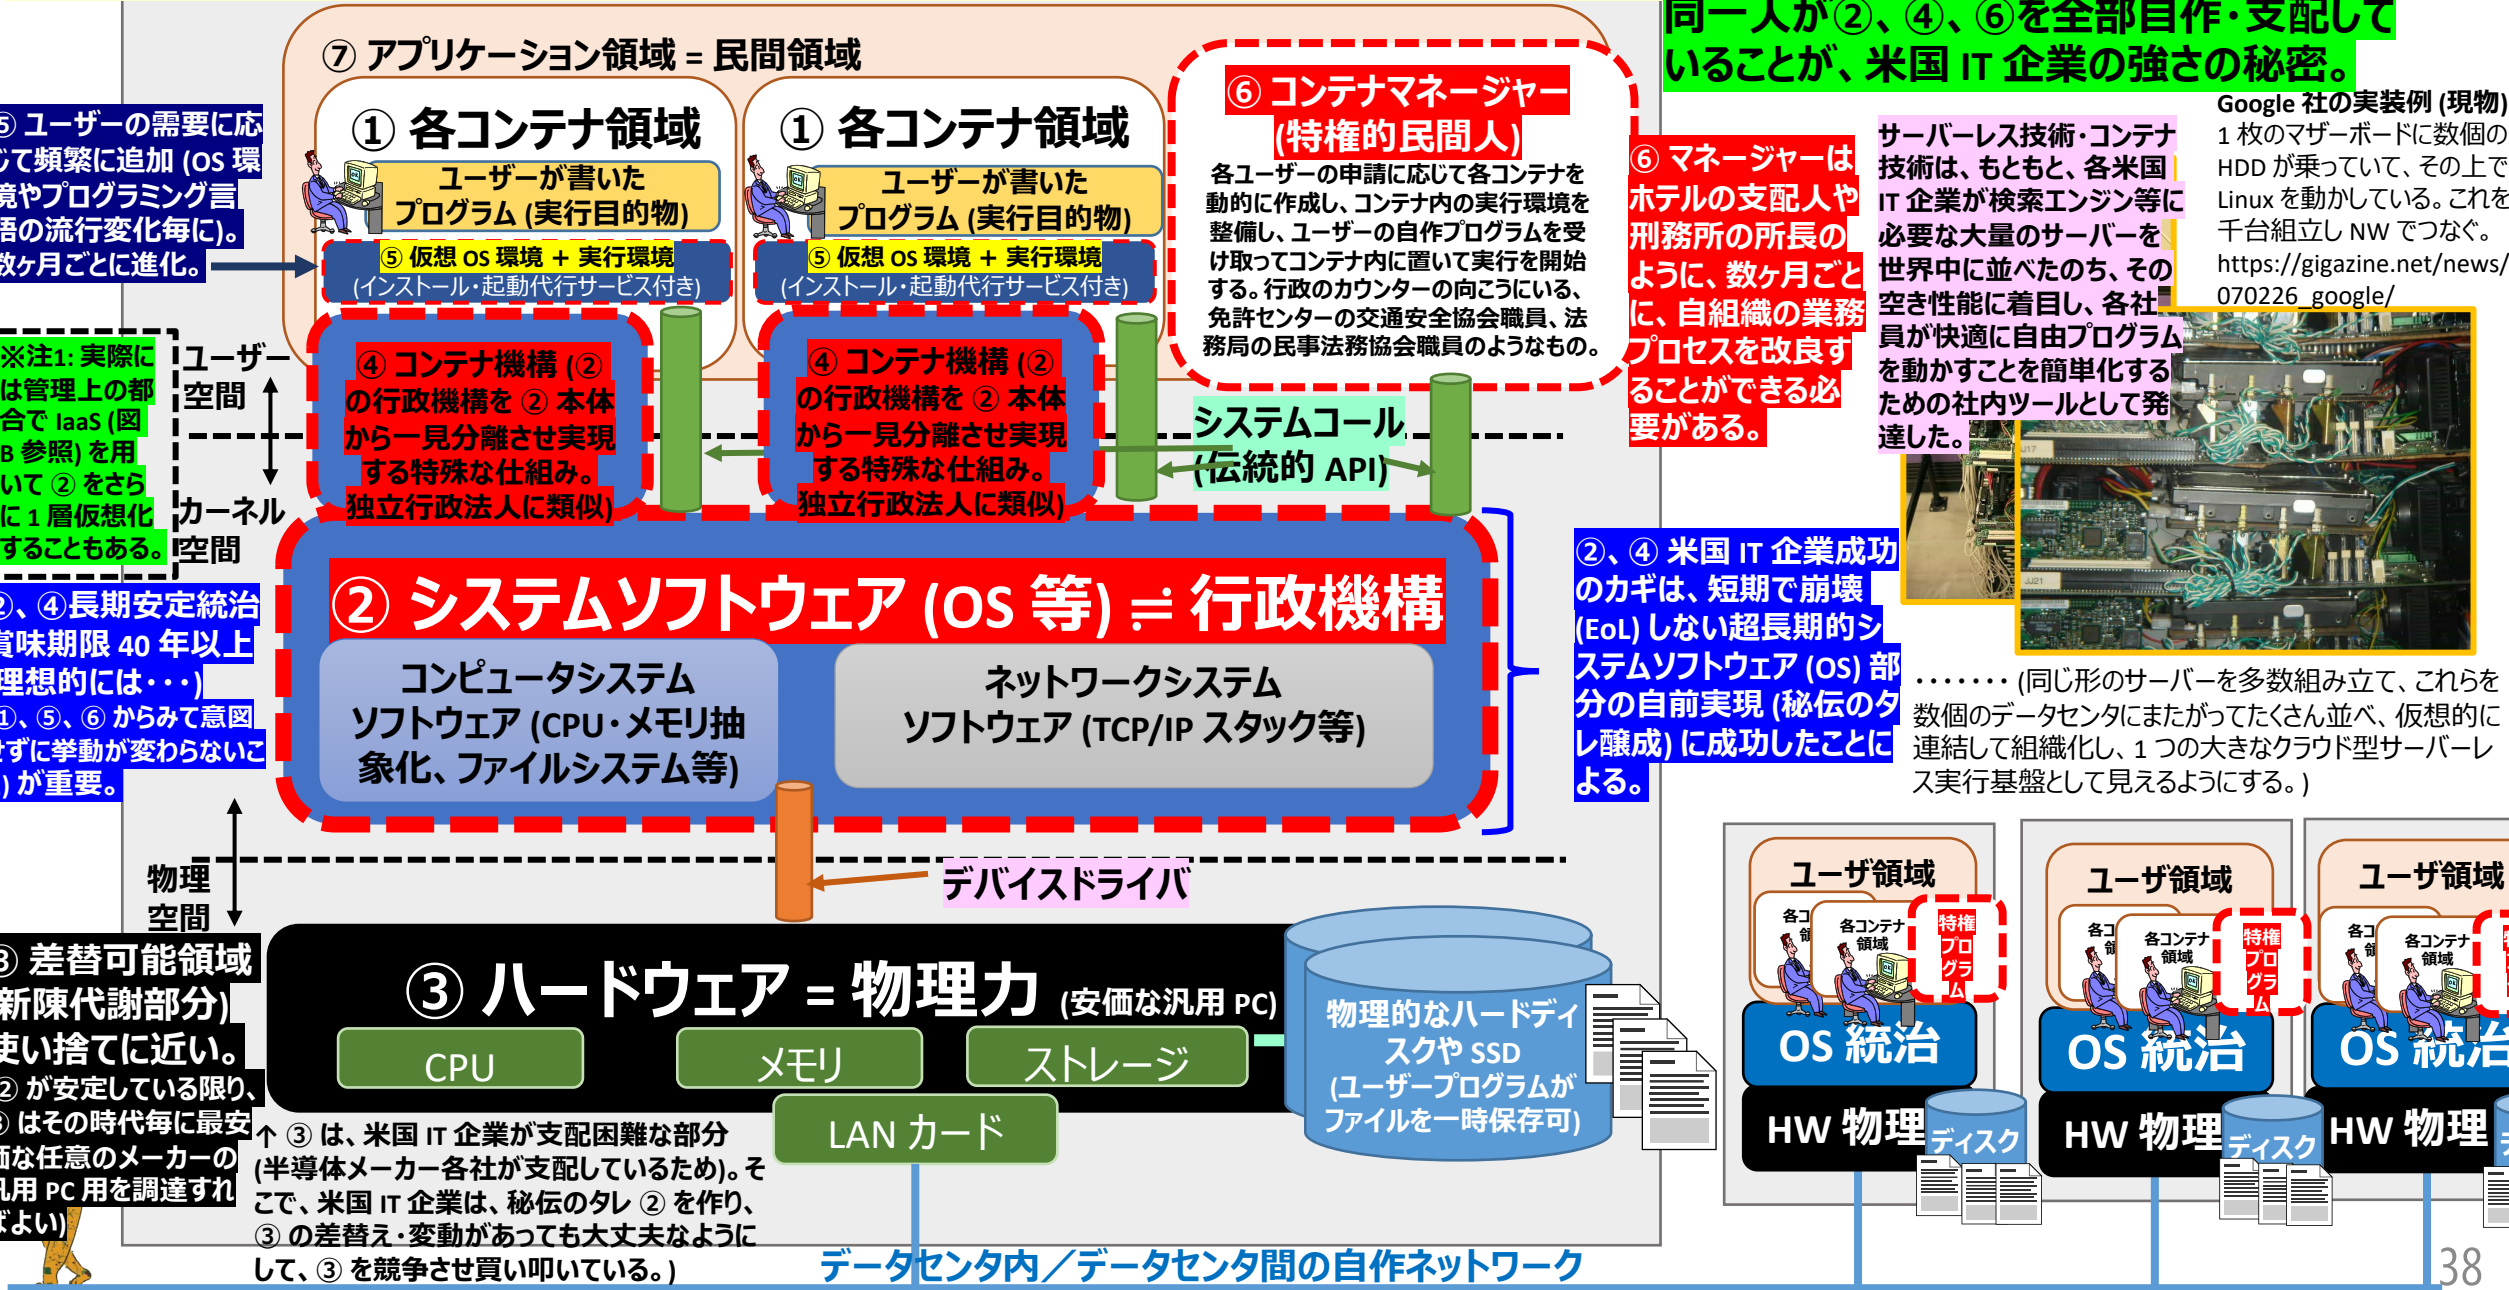 ⑦ アプリケーション領域 = 民間領域
① 各コンテナ領域
ユーザーが書いた
プログラム (実行目的物)
⑤ 仮想 OS 環境 ＋ 実行環境
(インストール・起動代行サービス付き)
① 各コンテナ領域
ユーザーが書いた
プログラム (実行目的物)
⑤ 仮想 OS 環境 ＋ 実行環境
(インストール・起動代行サービス付き)
⑥ コンテナマネージャー
(特権的民間人)
各ユーザーの申請に応じて各コンテナを
動的に作成し、コンテナ内の実行環境を
整備し、ユーザーの自作プログラムを受
け取ってコンテナ内に置いて実行を開始
する。行政のカウンターの向こうにいる、
免許センターの交通安全協会職員、法
務局の民事法務協会職員のようなもの。
同一人が②、④、⑥を全部自作・支配して
いることが、米国 IT 企業の強さの秘密。
⑤ ユーザーの需要に応
じて頻繁に追加 (OS 環
境やプログラミング言
語の流行変化毎に)。
数ヶ月ごとに進化。
※注1: 実際に
は管理上の都
合で IaaS (図
B 参照) を用
いて ② をさら
に 1 層仮想化
することもある。
ユーザー
空間
カーネル
空間
④ コンテナ機構 (②
の行政機構を ② 本体
から一見分離させ実現
する特殊な仕組み。
独立行政法人に類似)
④ コンテナ機構 (②
の行政機構を ② 本体
から一見分離させ実現
する特殊な仕組み。
独立行政法人に類似)
システムコール
(伝統的 API)
⑥ マネージャーは
ホテルの支配人や
刑務所の所長の
ように、数ヶ月ごと
に、自組織の業務
プロセスを改良す
ることができる必
要がある。
サーバーレス技術・コンテナ
技術は、もともと、各米国
IT 企業が検索エンジン等に
必要な大量のサーバーを
世界中に並べたのち、その
空き性能に着目し、各社
員が快適に自由プログラム
を動かすことを簡単化する
ための社内ツールとして発
達した。
Google 社の実装例 (現物)
1 枚のマザーボードに数個の
HDD が乗っていて、その上で
Linux を動かしている。これを
千台組立し NW でつなぐ。
https://gigazine.net/news/
070226_google/
J17
JJ21
②、④長期安定統治
賞味期限 40 年以上
理想的には・・・)
①、⑤、⑥ からみて意図
せずに挙動が変わらないこ
) が重要。
② システムソフトウェア (OS 等) ≒ 行政機構
コンピュータシステム
ソフトウェア (CPU・メモリ抽
象化、ファイルシステム等)
ネットワークシステム
ソフトウェア (TCP/IP スタック等)
②、④ 米国 IT 企業成功
のカギは、短期で崩壊
(EoL) しない超長期的シ
ステムソフトウェア (OS) 部
分の自前実現 (秘伝のタ
レ醸成) に成功したことに
よる。
・・・・・・・ (同じ形のサーバーを多数組み立て、これらを
数個のデータセンタにまたがってたくさん並べ、仮想的に
連結して組織化し、1 つの大きなクラウド型サーバーレ
ス実行基盤として見えるようにする。)
物理
空間
デバイスドライバ
③ 差替可能領域
新陳代謝部分)
使い捨てに近い。
② が安定している限り、
③ はその時代毎に最安
価な任意のメーカーの
汎用 PC 用を調達すれ
ばよい)
③ ハードウェア = 物理力 (安価な汎用 PC)
CPU
メモリ
ストレージ
LAN カード
物理的なハードディ
スクや SSD
(ユーザープログラムが
ファイルを一時保存可)
↑ ③ は、米国 IT 企業が支配困難な部分
(半導体メーカー各社が支配しているため)。そ
こで、米国 IT 企業は、秘伝のタレ ② を作り、
③ の差替え・変動があっても大丈夫なように
して、③ を競争させ買い叩いている。)
データセンタ内／データセンタ間の自作ネットワーク
ユーザ領域
各コ
領
各コンテナ
領域
特権
プロ
グラ
ム
OS 統治
HW 物理
ディスク
ユーザ領域
各コ
領
各コンテナ
領域
特権
プロ
グラ
ム
OS 統治
HW 物理
ディスク
ユーザ領域
各コ
領
各コンテナ
領域
OS 統治
HW 物理
38